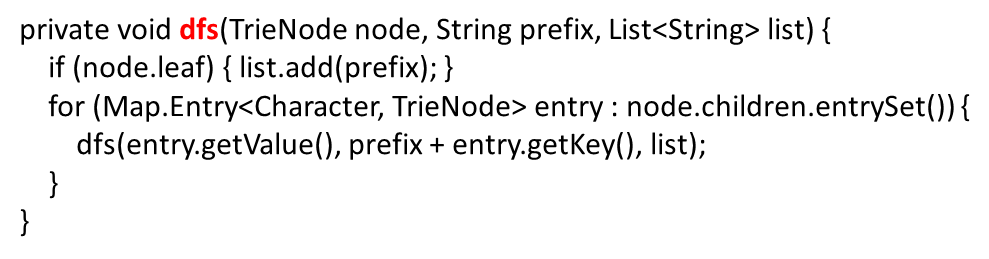 private void dfs(TrieNode node, String prefix, List<String> list) {
if (node.leaf) { list.add(prefix); }
for (Map.Entry<Character, TrieNode> entry : node.children.entrySet()) {
dfs(entry.getValue(), prefix + entry.getKey(), list);
}
}